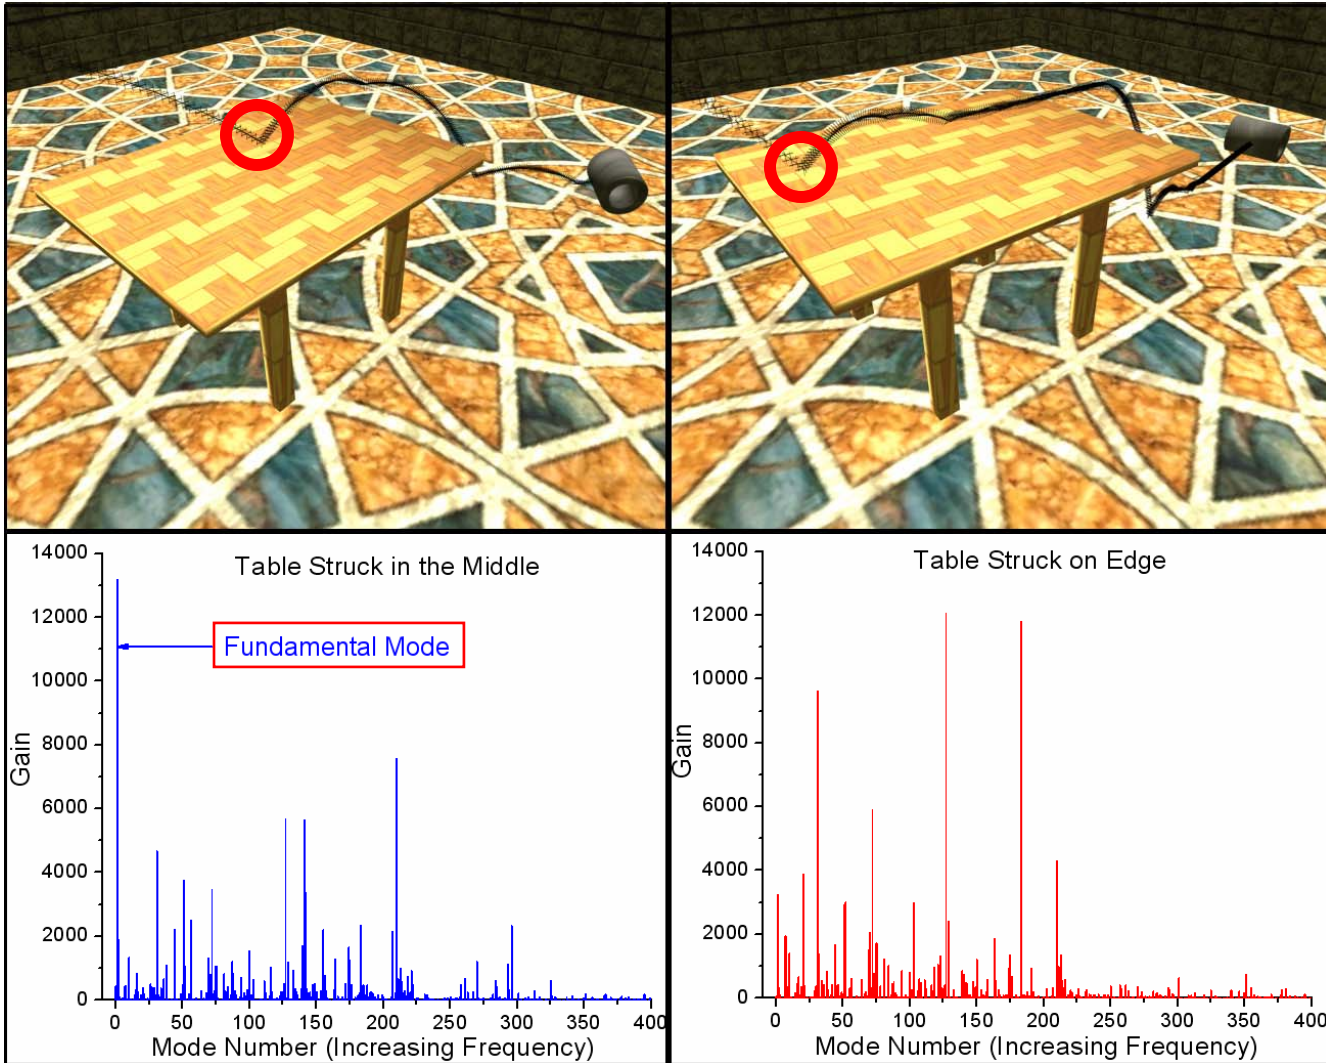 Table Struck in the Middle
Fundamental Mode
Gain
14000
12000
10000
8000
6000
4000
2000
0
0 50 100 150 200 250 300 350 400
Mode Number (Increasing Frequency)
Table Struck on Edge
Gain
14000
12000
10000
8000
6000
4000
2000
0
0 50 100 150 200 250 300 350 400
Mode Number (Increasing Frequency)